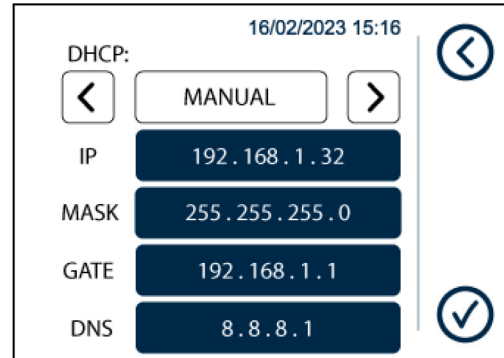 16/02/2023 15:16
DHCP:
MANUAL
IP 192.168.1.32
MASK 255.255.255.0
GATE 192.168.1.1
DNS 8.8.8.1